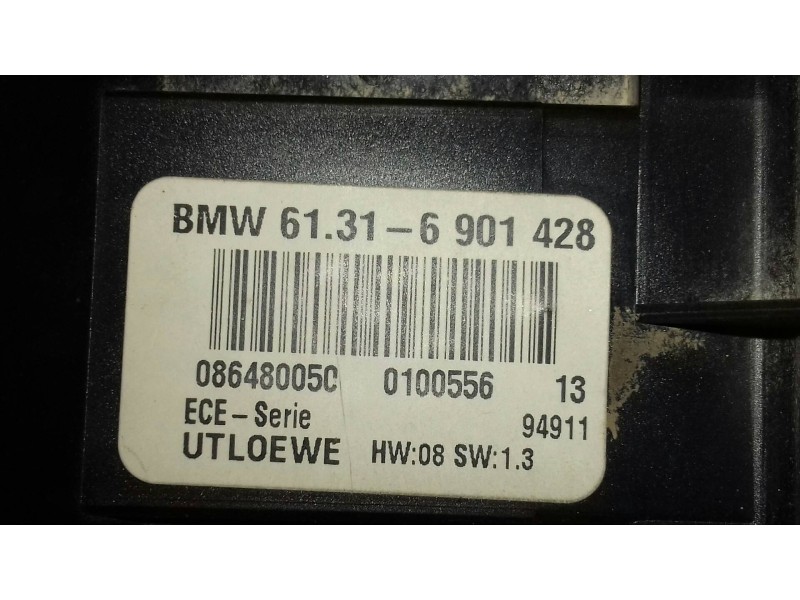 BMW 61.31-6 901 428
08648005C 0100556 13
ECE-Serie 94911
UTLOEWE HW:08 SW:1.3